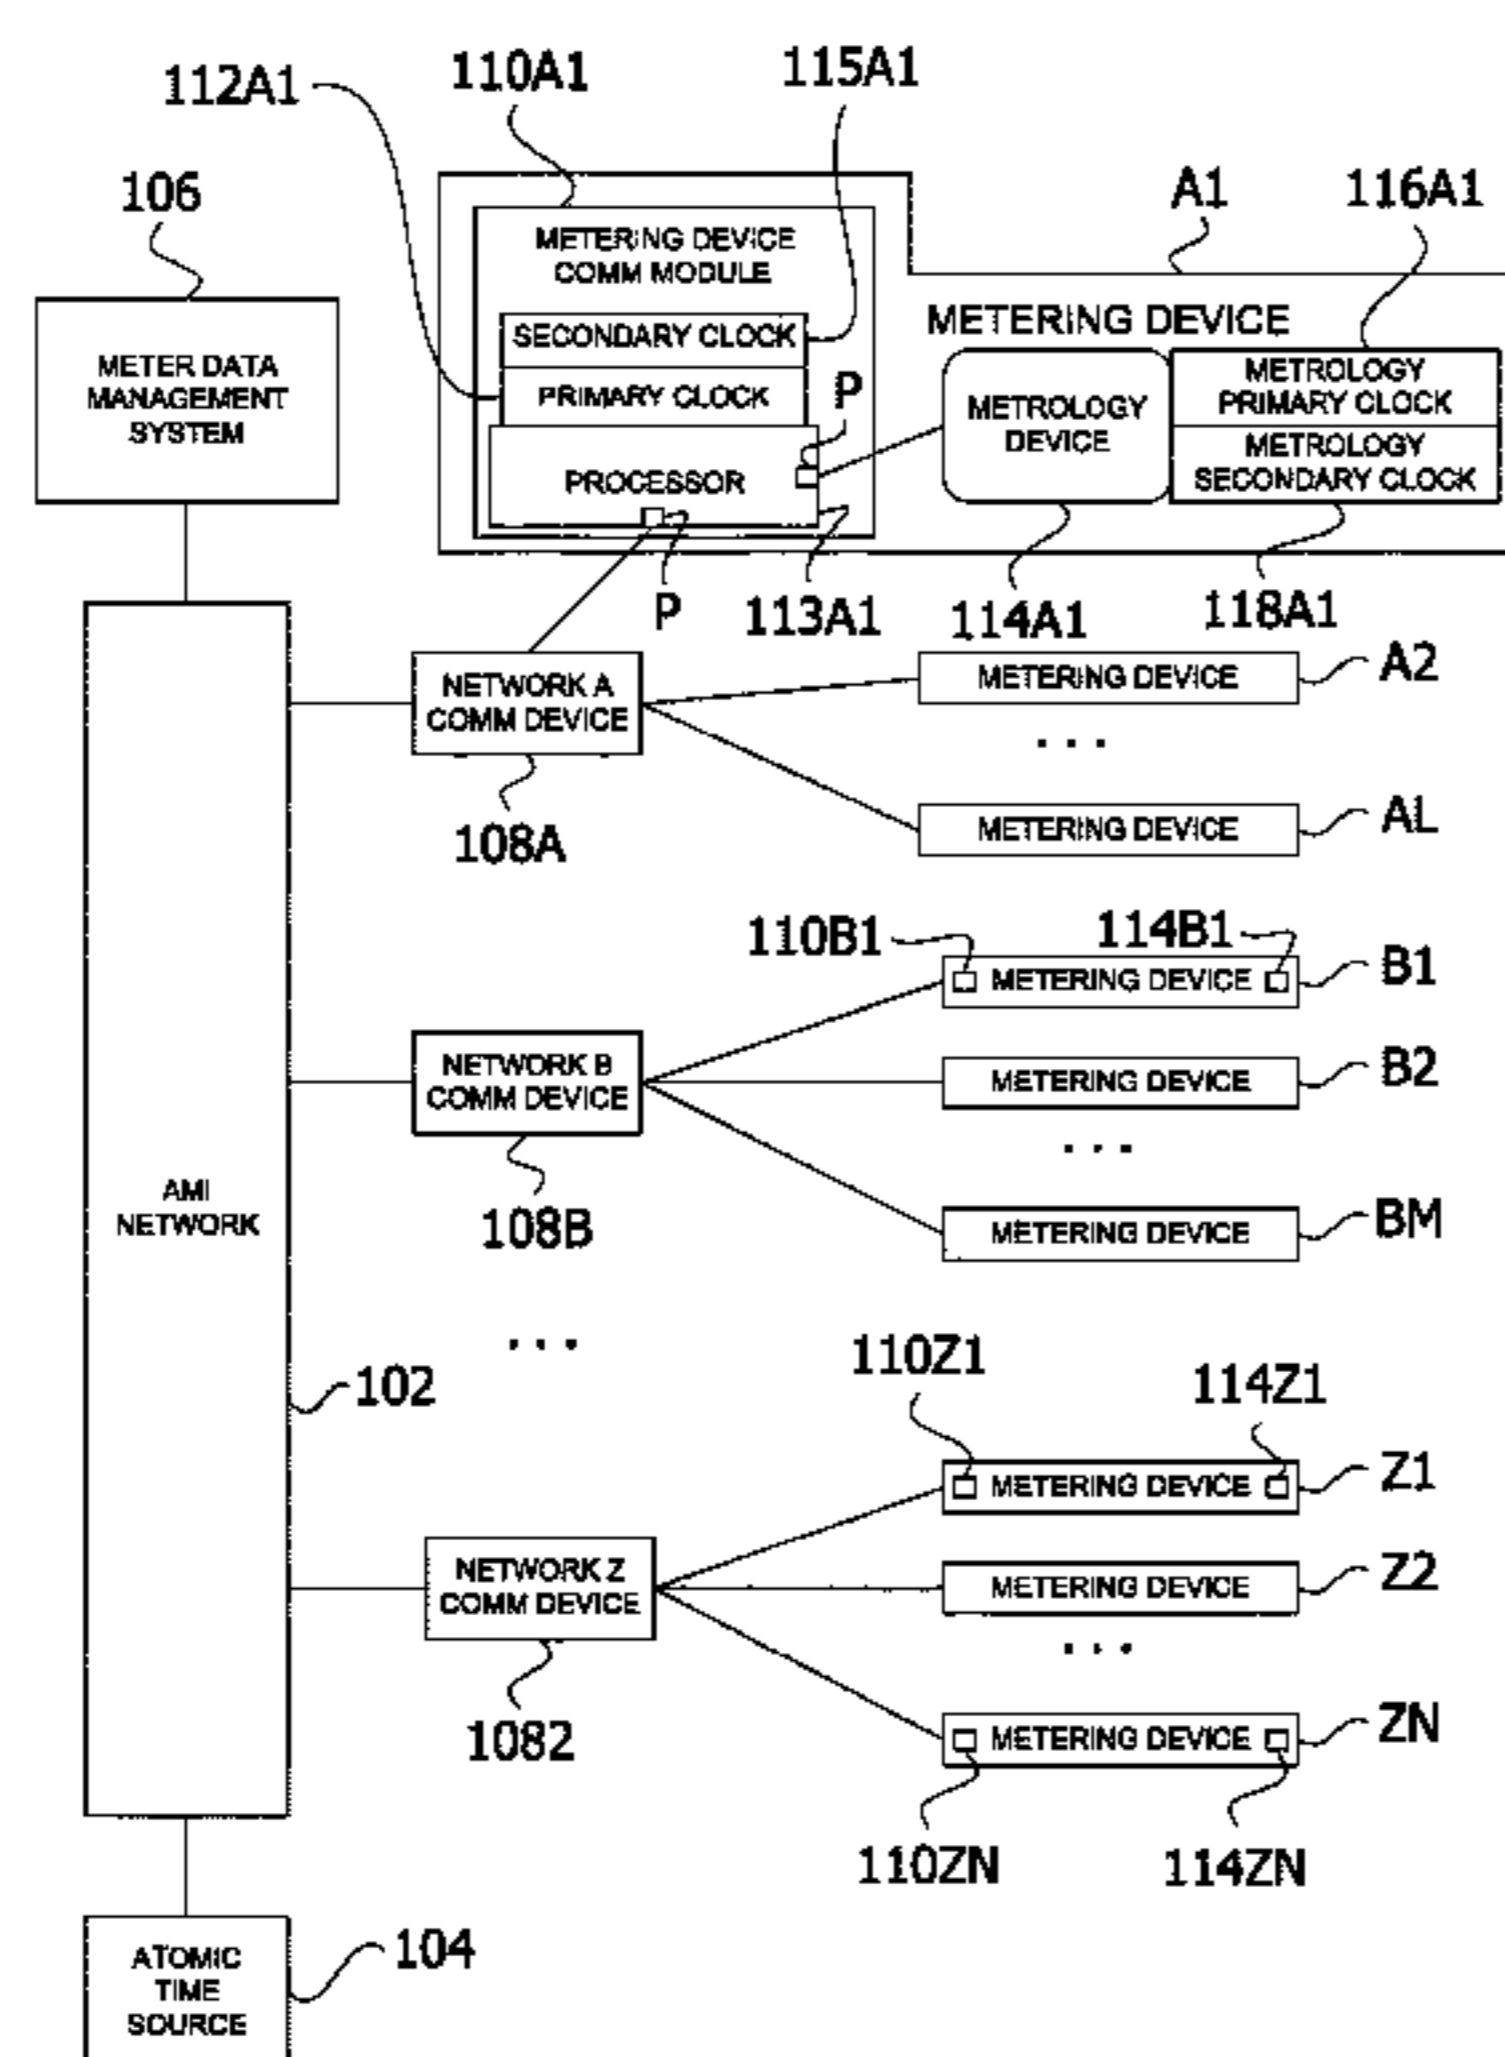 112A1
110A1
115A1
106
A1
116A1
METERING DEVICE
COMM MODULE
SECONDARY CLOCK
PRIMARY CLOCK
P
PROCESSOR
METERING DEVICE
METROLOGY
DEVICE
METROLOGY
PRIMARY CLOCK
METROLOGY
SECONDARY CLOCK
METER DATA
MANAGEMENT
SYSTEM
P
113A1
114A1
118A1
NETWORK A
COMM DEVICE
108A
METERING DEVICE
A2
...
METERING DEVICE
AL
110B1
114B1
METERING DEVICE
B1
NETWORK B
COMM DEVICE
108B
METERING DEVICE
B2
...
METERING DEVICE
BM
AMI
NETWORK
...
102
110Z1
114Z1
METERING DEVICE
Z1
NETWORK Z
COMM DEVICE
1082
METERING DEVICE
Z2
...
METERING DEVICE
ZN
110ZN
114ZN
ATOMIC
TIME
SOURCE
104